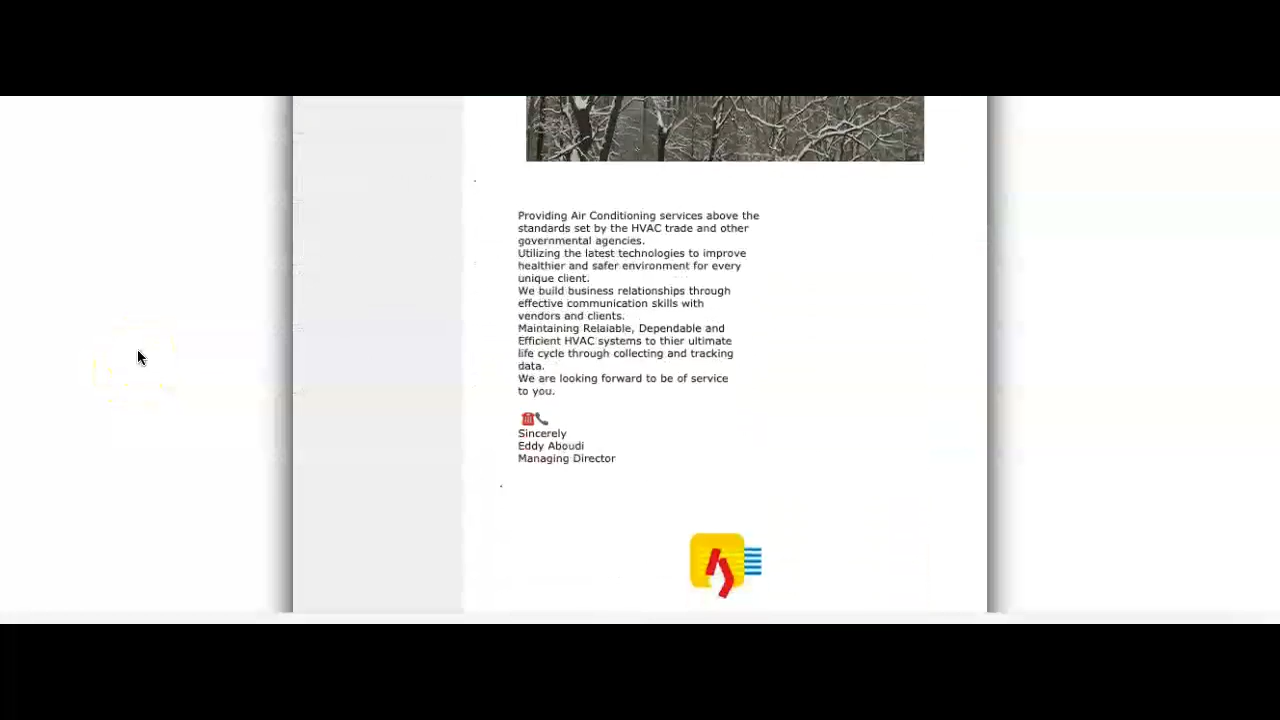 Providing Air Conditioning services above the
standards set by the HVAC trade and other
governmental agencies.
Utilizing the latest technologies to improve
healthier and safer environment for every
unique client.
We build business relationships through
effective communication skills with
vendors and clients.
Maintaining Relaiable, Dependable and
Efficient HVAC systems to thier ultimate
life cycle through collecting and tracking
data.
We are looking forward to be of service
to you.
Sincerely
Eddy Aboudi
Managing Director